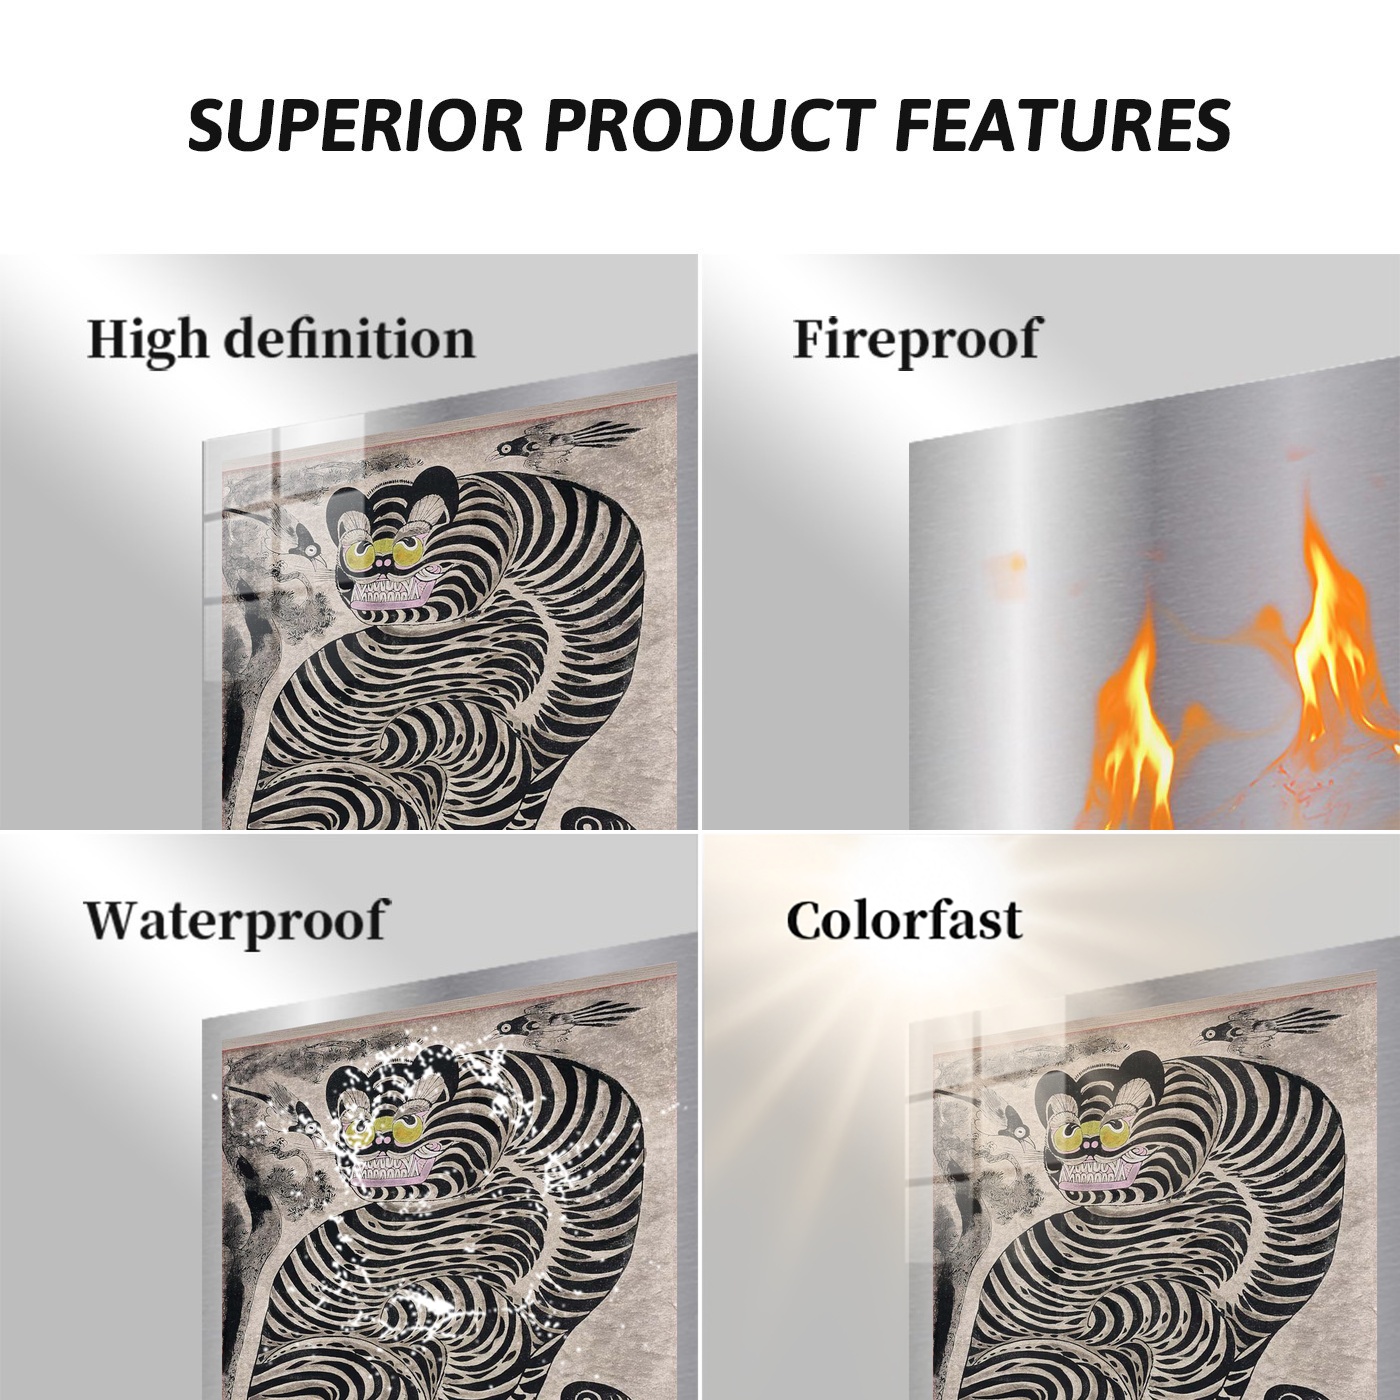 SUPERIOR PRODUCT FEATURES
High definition
Fireproof
Waterproof
Colorfast